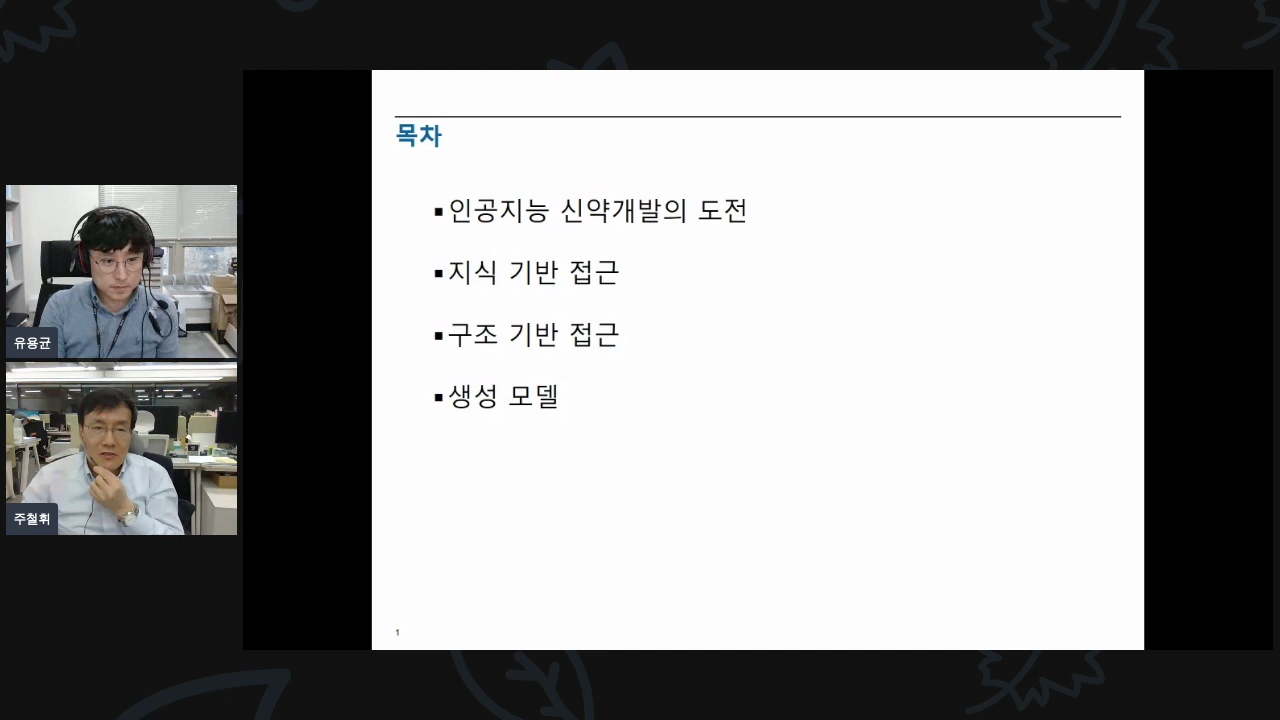 목차
▪인공지능 신약개발의 도전
▪지식 기반 접근
▪구조 기반 접근
▪생성 모델
1
유용균
주철휘